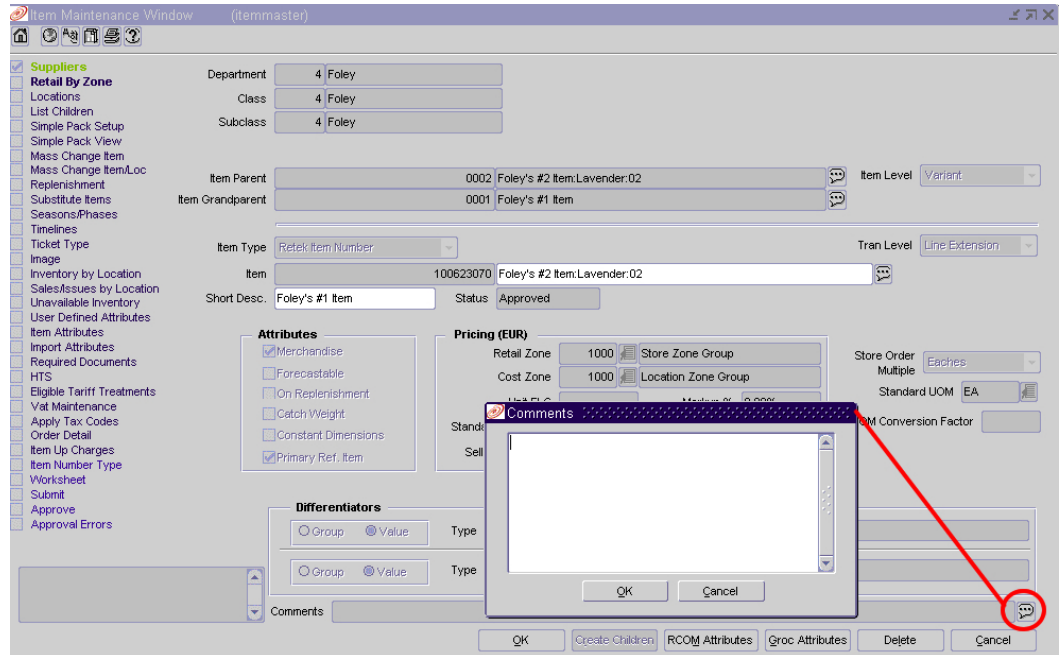 Item Maintenance Window (itemmaster)
Suppliers
Retail By Zone
Locations
List Children
Simple Pack Setup
Simple Pack View
Mass Change Item
Mass Change Item/Loc
Replenishment
Substitute Items
Seasons/Phases
Timelines
Ticket Type
Image
Inventory by Location
Sales/Issues by Location
Unavailable Inventory
User Defined Attributes
Item Attributes
Import Attributes
Required Documents
HTS
Eligible Tariff Treatments
Vat Maintenance
Apply Tax Codes
Order Detail
Item Up Charges
Item Number Type
Worksheet
Submit
Approve
Approval Errors
Department 4 Foley
Class 4 Foley
Subclass 4 Foley
Item Parent 0002 Foley's #2 Item:Lavender:02 Item Level Variant
Item Grandparent 0001 Foley's #1 Item
Item Type Retek Item Number Tran Level Line Extension
Item 100623070 Foley's #2 Item:Lavender:02
Short Desc. Foley's #1 Item Status Approved
Attributes
Merchandise
Forecastable
On Replenishment
Catch Weight
Constant Dimensions
Primary Ref. Item
Pricing (EUR)
Retail Zone 1000 Store Zone Group
Cost Zone 1000 Location Zone Group
Standa
Sell
Store Order
Multiple Eaches
Standard UOM EA
OM Conversion Factor
Comments
OK Cancel
Differentiators
Group Value Type
Group Value Type
Comments
OK Create Children RCOM Attributes Groc Attributes Delete Cancel